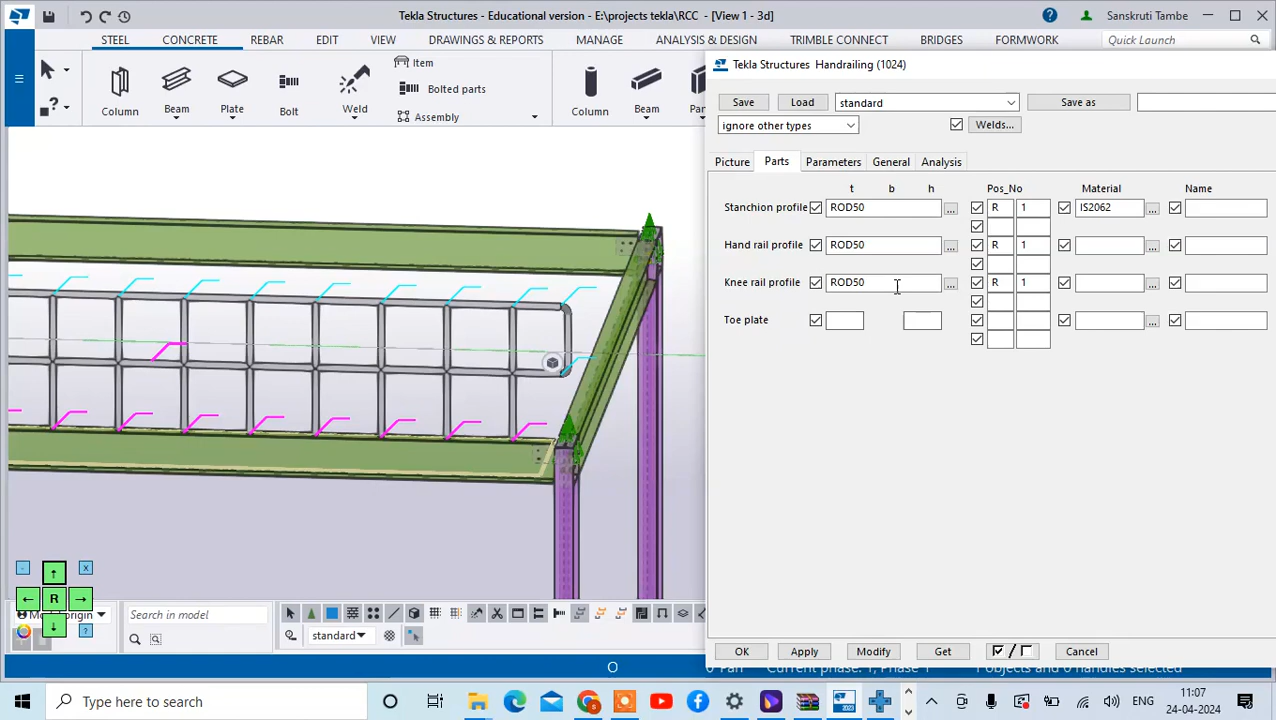 Tekla Structures - Educational version - E:\projects tekla\RCC - [View 1 - 3d]
Sanskruti Tambe
STEEL CONCRETE REBAR EDIT VIEW DRAWINGS & REPORTS MANAGE ANALYSIS & DESIGN TRIMBLE CONNECT BRIDGES FORMWORK Quick Launch
Column Beam Plate Bolt Weld
Item
Bolted parts
Assembly
Column Beam
Tekla Structures Handrailing (1024)
Save Load standard Save as
ignore other types Welds...
Picture Parts Parameters General Analysis
t b h Pos_No Material Name
Stanchion profile ROD50 ... R 1 IS2062 ...
Hand rail profile ROD50 ... R 1 ...
Knee rail profile ROD50 ... R 1 ...
Toe plate ...
- x
R
?
origin Search in model
standard
OK Apply Modify Get / Cancel
Current phase: 1, Phase 1 1 objects and 0 handles selected
Type here to search
ENG
11:07
24-04-2024